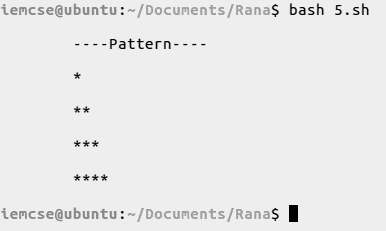 iemcse@ubuntu:~/Documents/Rana$ bash 5.sh
----Pattern----
*
**
***
****
iemcse@ubuntu:~/Documents/Rana$